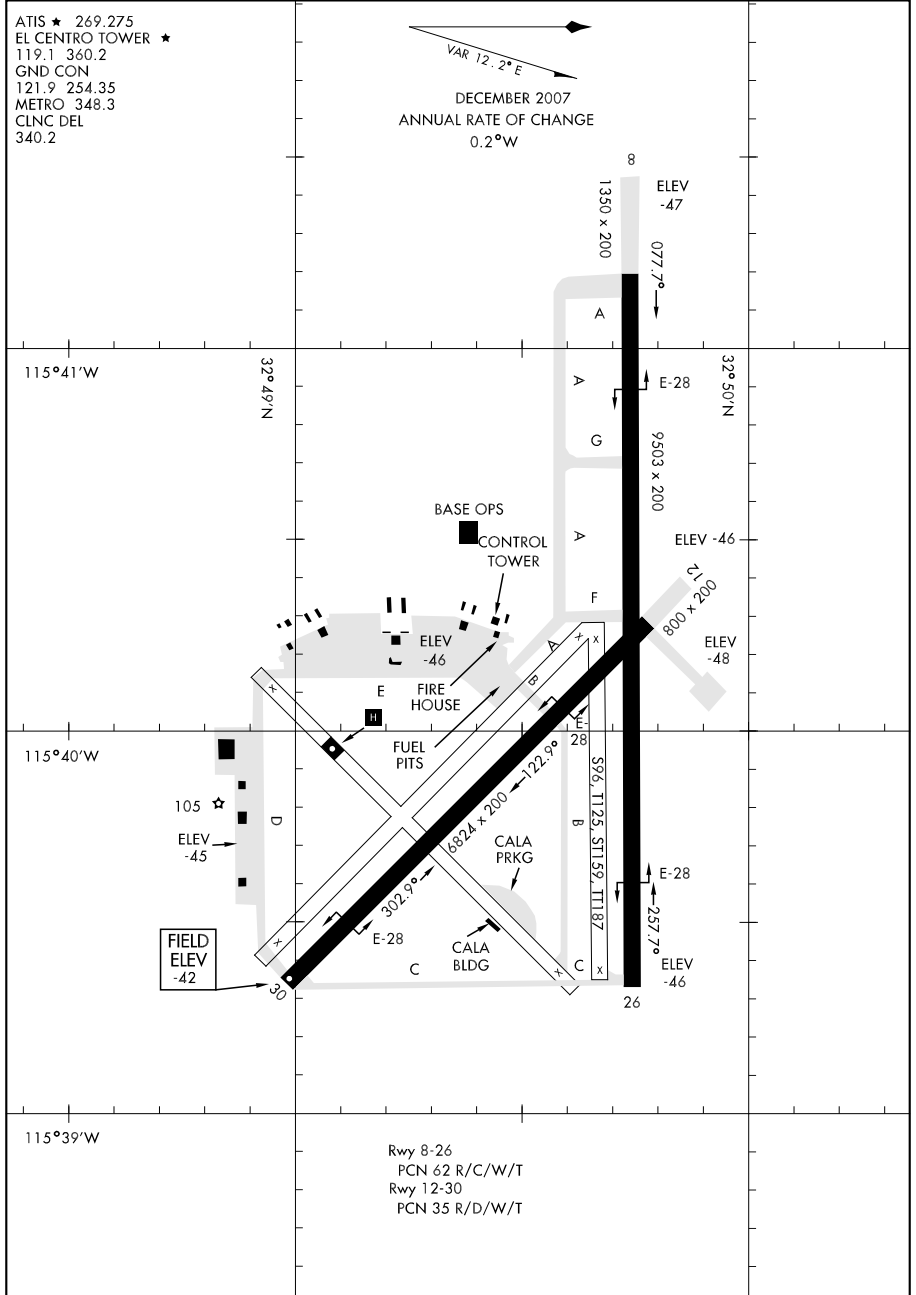 ATIS ★ 269.275
EL CENTRO TOWER ★
119.1 360.2
GND CON
121.9 254.35
METRO 348.3
CLNC DEL
340.2
VAR 12.2° E
DECEMBER 2007
ANNUAL RATE OF CHANGE
0.2°W
8
1350 x 200
ELEV
-47
077.7°
A
115°41'W
32°49'N
32°50'N
A
E-28
G
9503 x 200
BASE OPS
CONTROL
TOWER
A
ELEV -46
12
800 x 200
F
ELEV
-48
ELEV
-46
A
x
x
x
E
B
FIRE
HOUSE
H
E-
28
FUEL
PITS
115°40'W
122.9°
S96, T125, ST159, TT187
105
ELEV
-45
D
6824 x 200
B
CALA
PRKG
E-28
302.9°
257.7°
x
E-28
CALA
BLDG
C
C
x
x
FIELD
ELEV
-42
30
ELEV
-46
26
115°39'W
Rwy 8-26
PCN 62 R/C/W/T
Rwy 12-30
PCN 35 R/D/W/T